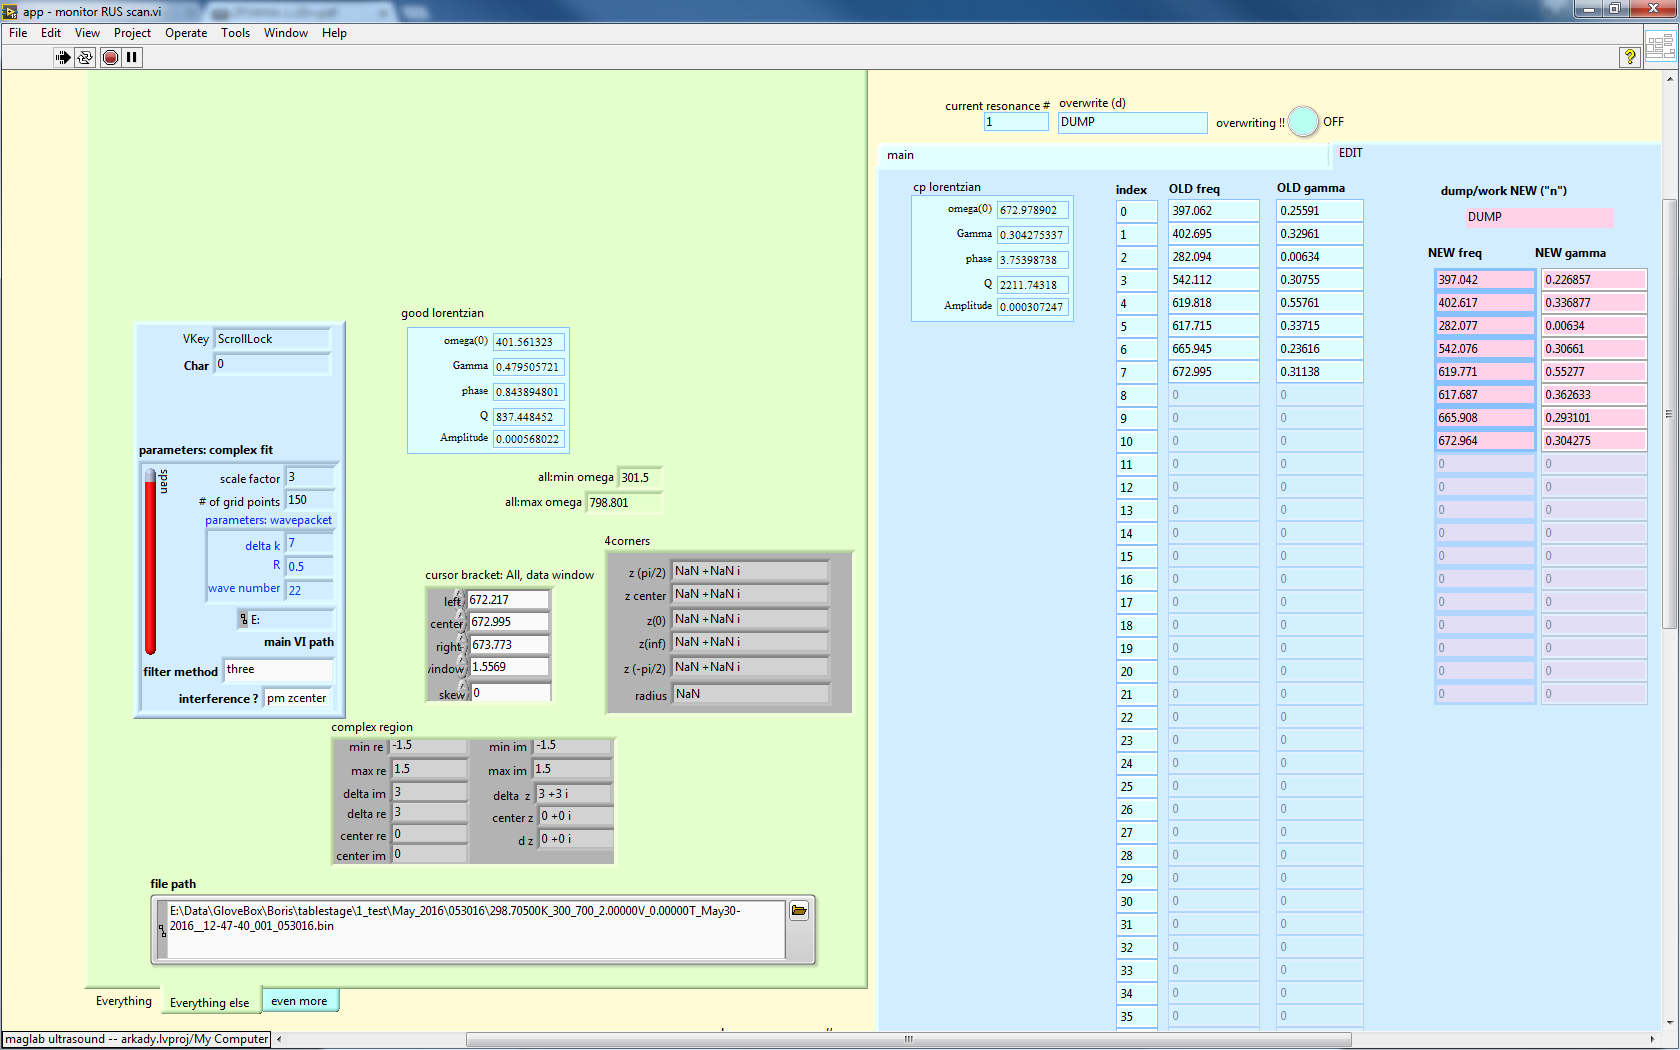 app - monitor RUS scan.vi
File Edit View Project Operate Tools Window Help
current resonance # overwrite (d)
1 DUMP overwriting !! OFF
main EDIT
VKey ScrollLock
Char 0
parameters: complex fit
span
scale factor 3
# of grid points 150
parameters: wavepacket
delta k 7
R 0.5
wave number 22
E:
main VI path
filter method three
interference ? pm zcenter
good lorentzian
omega(0) 401.561323
Gamma 0.479505721
phase 0.843894801
Q 837.448452
Amplitude 0.000568022
all:min omega 301.5
all:max omega 798.801
cursor bracket: All, data window
left 672.217
center 672.995
right 673.773
window 1.5569
skew 0
4corners
z (pi/2) NaN +NaN i
z center NaN +NaN i
z(0) NaN +NaN i
z(inf) NaN +NaN i
z (-pi/2) NaN +NaN i
radius NaN
complex region
min re -1.5 min im -1.5
max re 1.5 max im 1.5
delta im 3 delta z 3 +3 i
delta re 3 center z 0 +0 i
center re 0 d z 0 +0 i
center im 0
file path
E:\Data\GloveBox\Boris\tablestage\1_test\May_2016\053016\298.70500K_300_700_2.00000V_0.00000T_May30-
2016__12-47-40_001_053016.bin
Everything Everything else even more
cp lorentzian
omega(0) 672.978902
Gamma 0.304275337
phase 3.75398738
Q 2211.74318
Amplitude 0.000307247
index OLD freq OLD gamma
0 397.062 0.25591
1 402.695 0.32961
2 282.094 0.00634
3 542.112 0.30755
4 619.818 0.55761
5 617.715 0.33715
6 665.945 0.23616
7 672.995 0.31138
8 0 0
9 0 0
10 0 0
11 0 0
12 0 0
13 0 0
14 0 0
15 0 0
16 0 0
17 0 0
18 0 0
19 0 0
20 0 0
21 0 0
22 0 0
23 0 0
24 0 0
25 0 0
26 0 0
27 0 0
28 0 0
29 0 0
30 0 0
31 0 0
32 0 0
33 0 0
34 0 0
35 0 0
dump/work NEW ("n")
DUMP
NEW freq NEW gamma
397.042 0.226857
402.617 0.336877
282.077 0.00634
542.076 0.30661
619.771 0.55277
617.687 0.362633
665.908 0.293101
672.964 0.304275
0 0
0 0
0 0
0 0
0 0
0 0
0 0
0 0
0 0
0 0
0 0
maglab ultrasound -- arkady.lvproj/My Computer